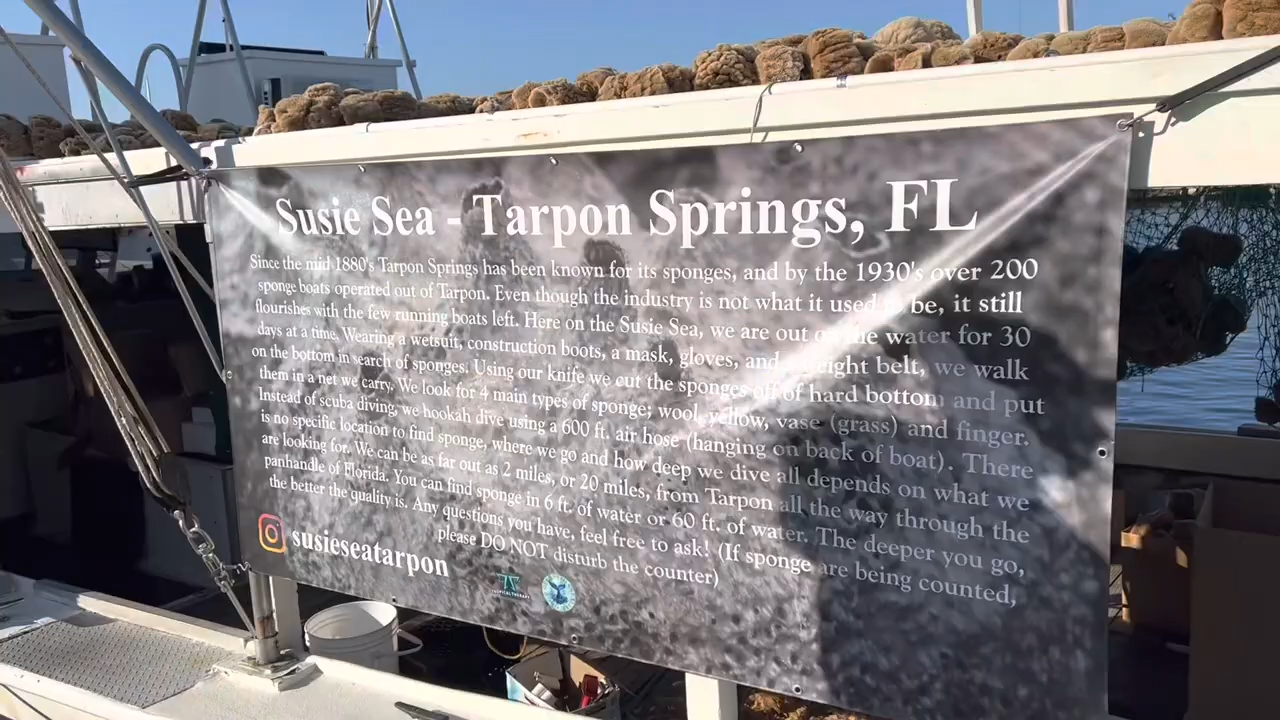 Susie Sea - Tarpon Springs, FL
Since the mid 1880's Tarpon Springs has been known for its sponges, and by the 1930's over 200
sponge boats operated out of Tarpon. Even though the industry is not what it used to be, it still
flourishes with the few running boats left. Here on the Susie Sea, we are out on the water for 30
days at a time. Wearing a wetsuit, construction boots, a mask, gloves, and weight belt, we walk
on the bottom in search of sponges. Using our knife we cut the sponges off of hard bottom and put
them in a net we carry. We look for 4 main types of sponge; wool, yellow, vase (grass) and finger.
Instead of scuba diving, we hookah dive using a 600 ft. air hose (hanging on back of boat). There
is no specific location to find sponge, where we go and how deep we dive all depends on what we
are looking for. We can be as far out as 2 miles, or 20 miles, from Tarpon all the way through the
panhandle of Florida. You can find sponge in 6 ft. of water or 60 ft. of water. The deeper you go,
the better the quality is. Any questions you have, feel free to ask! (If sponge are being counted,
please DO NOT disturb the counter)
susieseatarpon